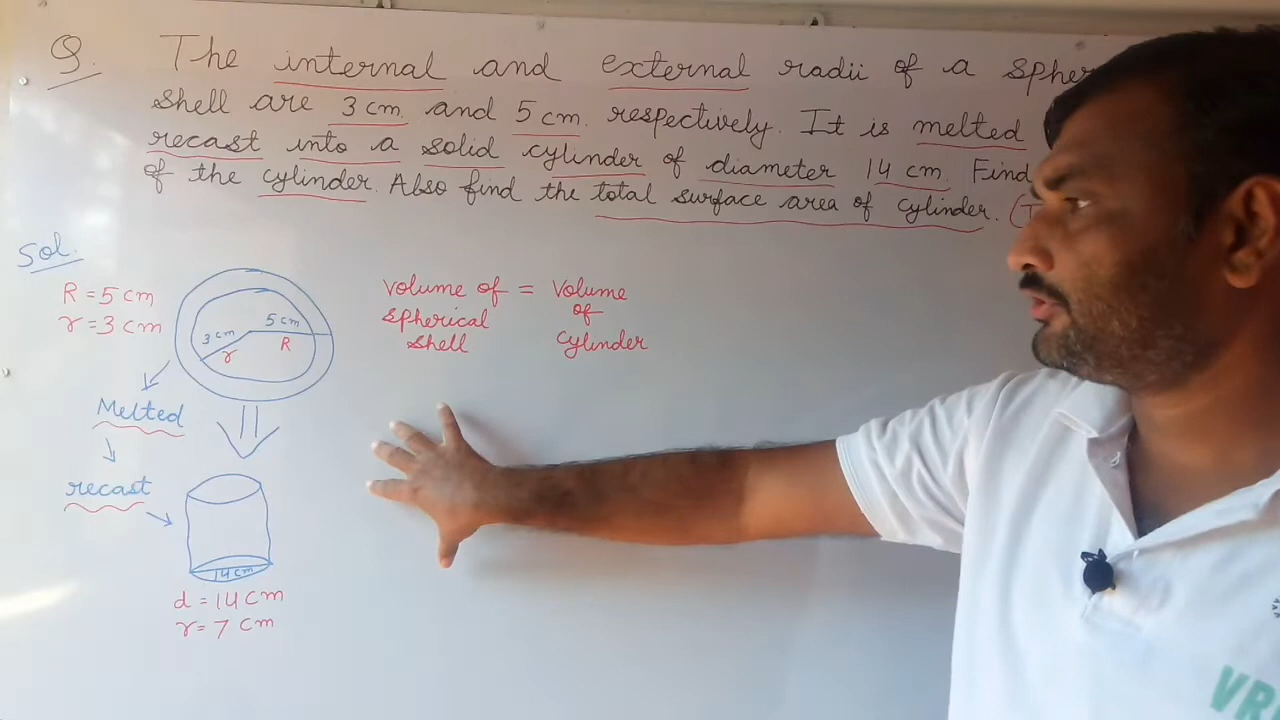 Q. The internal and external radii of a
shell are 3 cm and 5 cm respectively. It is melted
recast into a solid cylinder of diameter 14 cm. Find
of the cylinder. Also find the total surface area of cylinder.
Sol.
R = 5 cm
r = 3 cm
3 cm
5 cm
r
R
Volume of = Volume
spherical of
shell cylinder
Melted
recast
14 cm
d = 14 cm
r = 7 cm